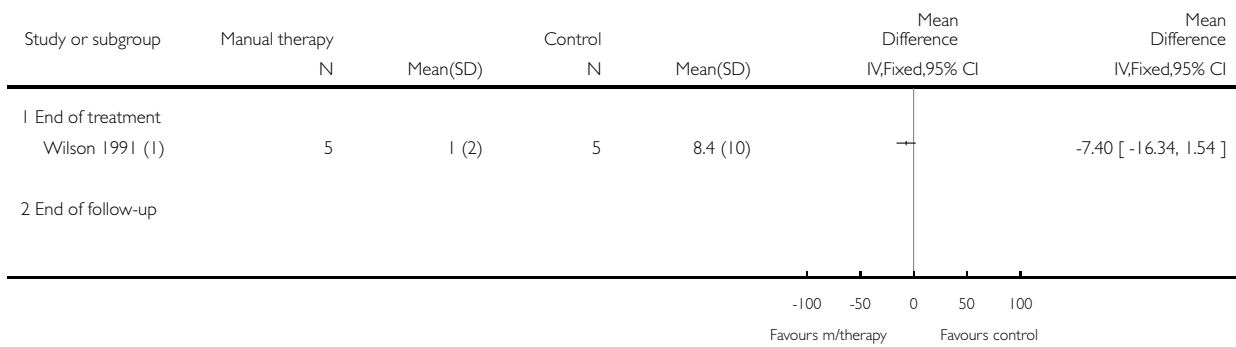 Study or subgroup Manual therapy Control Mean Difference Mean Difference
N Mean(SD) N Mean(SD) IV,Fixed,95% CI IV,Fixed,95% CI
1 End of treatment
Wilson 1991 (1) 5 1 (2) 5 8.4 (10) -7.40 [ -16.34, 1.54 ]
2 End of follow-up
-100 -50 0 50 100
Favours m/therapy Favours control